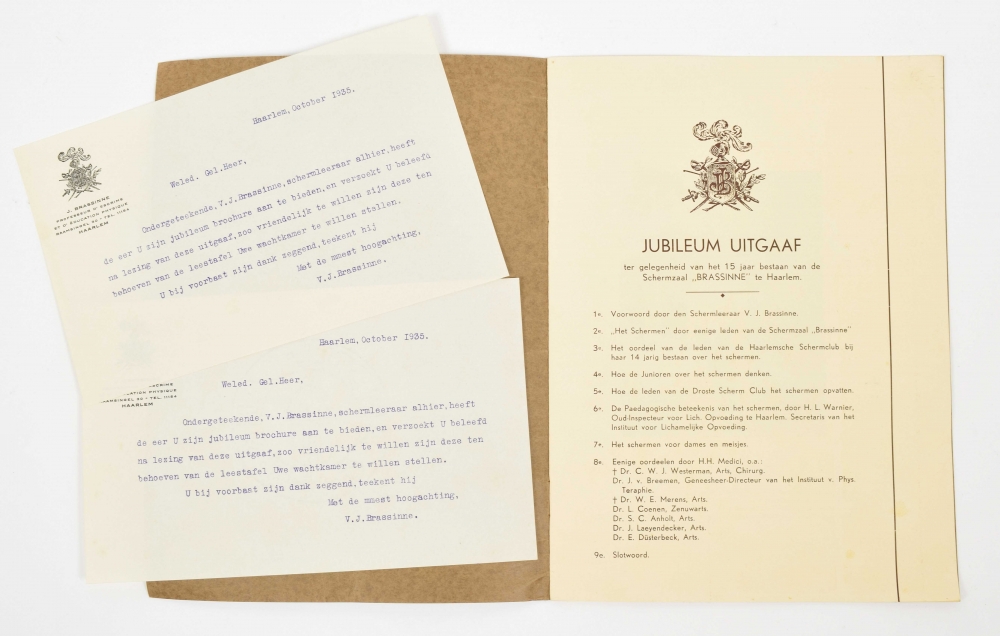 Haarlem, October 1935.
J. BRASSINNE
PROFESSEUR D'ESCRIME
ET D'ÉDUCATION PHYSIQUE
HAARLEM
Weled. Gel.Heer,
Ondergeteekende, V.J.Brassinne,schermleeraar alhier,heeft
de eer U zijn jubileum brochure aan te bieden,en verzoekt U beleefd
na lezing van deze uitgaaf,zoo vriendelijk te willen zijn deze ten
behoeven van de leestafel Uwe wachtkamer te willen stellen.
U bij voorbast zijn dank zeggend,teekent hij
Met de mmest hoogachting,
V.J.Brassinne.
Haarlem, October 1935.
HAARLEM
Weled. Gel.Heer,
Ondergeteekende, V.J.Brassinne,schermleeraar alhier,heeft
de eer U zijn jubileum brochure aan te bieden,en verzoekt U beleefd
na lezing van deze uitgaaf,zoo vriendelijk te willen zijn deze ten
behoeven van de leestafel Uwe wachtkamer te willen stellen.
U bij voorbast zijn dank zeggend,teekent hij
Met de mmest hoogachting,
V.J.Brassinne.
JUBILEUM UITGAAF
ter gelegenheid van het 15 jaar bestaan van de
Schermzaal „BRASSINNE" te Haarlem.
1e. Voorwoord door den Schermleeraar V. J. Brassinne.
2e. „Het Schermen" door eenige leden van de Schermzaal „Brassinne"
3e. Het oordeel van de leden van de Haarlemsche Schermclub bij
haar 14 jarig bestaan over het schermen.
4e. Hoe de Junioren over het schermen denken.
5e. Hoe de leden van de Droste Scherm Club het schermen opvatten.
6e. De Paedagogische beteekenis van het schermen, door H. L. Warnier,
Oud-Inspecteur voor Lich. Opvoeding te Haarlem. Secretaris van het
Instituut voor Lichamelijke Opvoeding.
7e. Het schermen voor dames en meisjes.
8e. Eenige oordeelen door H.H. Medici, o.a.:
† Dr. C. W. J. Westerman, Arts, Chirurg.
Dr. J. v. Breemen, Geneesheer-Directeur van het Instituut v. Phys.
Teraphie.
† Dr. W. E. Merens, Arts.
Dr. L. Coenen, Zenuwarts.
Dr. S. C. Anholt, Arts.
Dr. J. Laeyendecker, Arts.
Dr. E. Düsterbeck, Arts.
9e. Slotwoord.